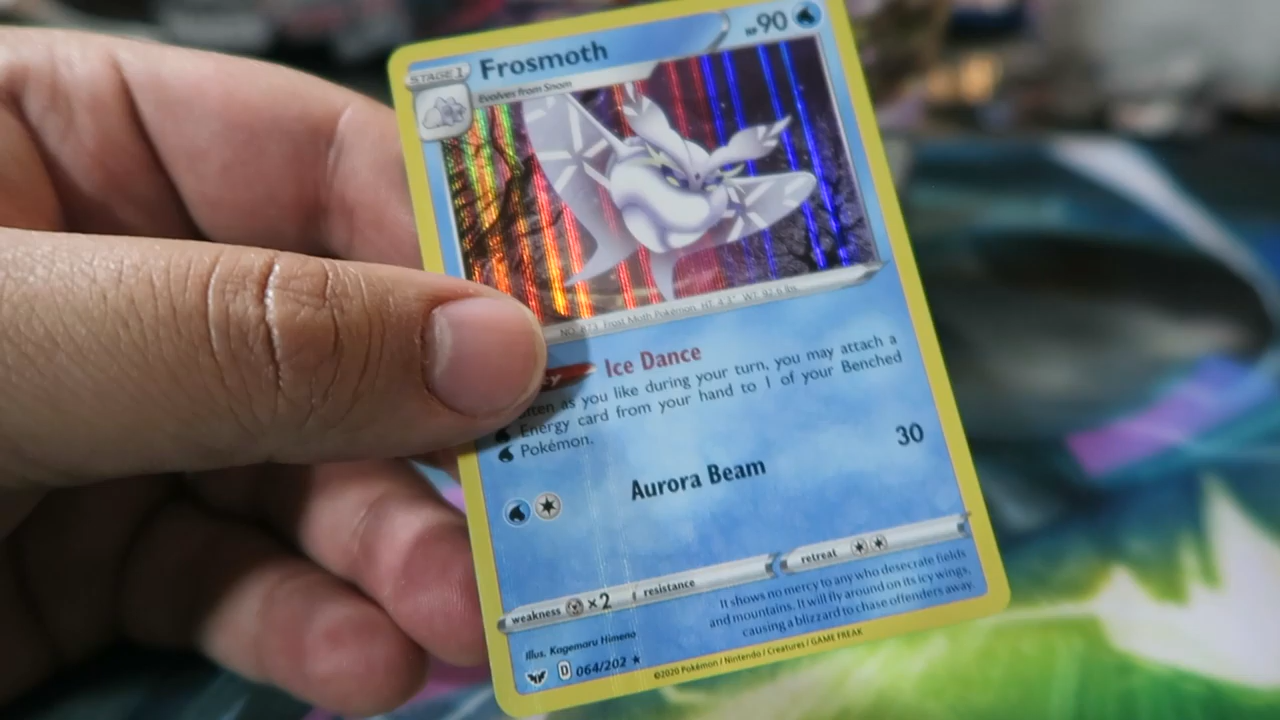 STAGE 1
Frosmoth
HP 90
Evolves from Snom
NO. 873 Frost Moth Pokémon HT: 4'3" WT: 92.6 lbs.
Ice Dance
often as you like during your turn, you may attach a
Energy card from your hand to 1 of your Benched
Pokémon.
Aurora Beam 30
weakness ×2 resistance retreat
It shows no mercy to any who desecrate fields
and mountains. It will fly around on its icy wings,
causing a blizzard to chase offenders away.
Illus. Kagemaru Himeno
D 064/202 ★
©2020 Pokémon / Nintendo / Creatures / GAME FREAK